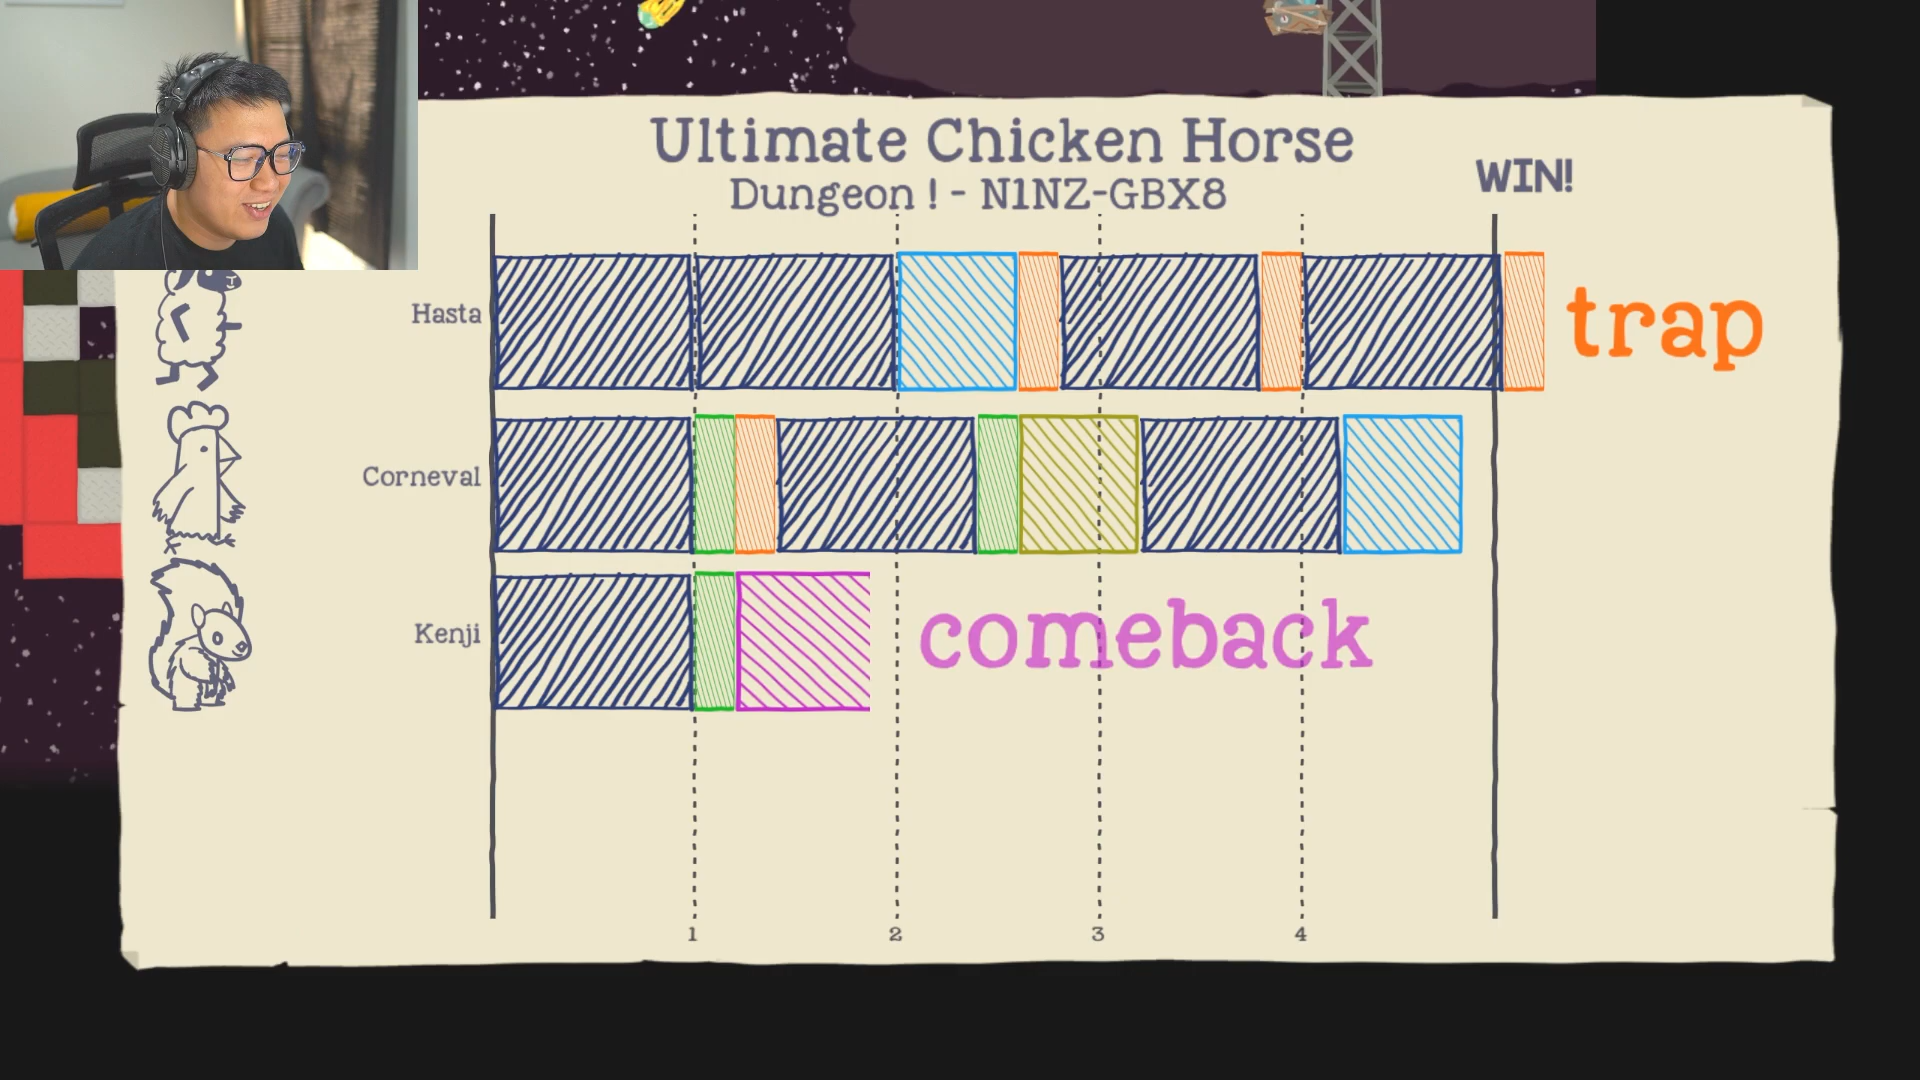 Ultimate Chicken Horse
Dungeon ! - N1NZ-GBX8
WIN!
Hasta
trap
Corneval
Kenji
comeback
1
2
3
4